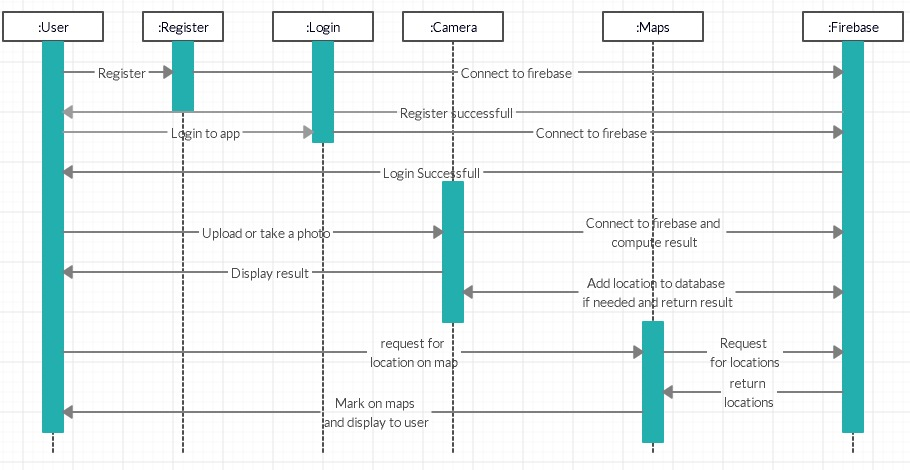 :User
:Register
:Login
:Camera
:Maps
:Firebase
Register
Connect to firebase
Register successfull
Login to app
Connect to firebase
Login Successfull
Upload or take a photo
Connect to firebase and
compute result
Display result
Add location to database
if needed and return result
request for
location on map
Request
for locations
return
locations
Mark on maps
and display to user